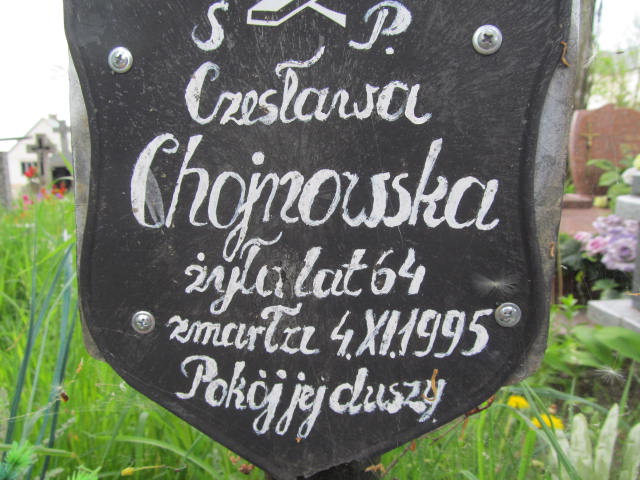 Ś P.
Czesława
Chojnowska
żyła lat 64
zmarła 4.XI.1995
Pokój jej duszy